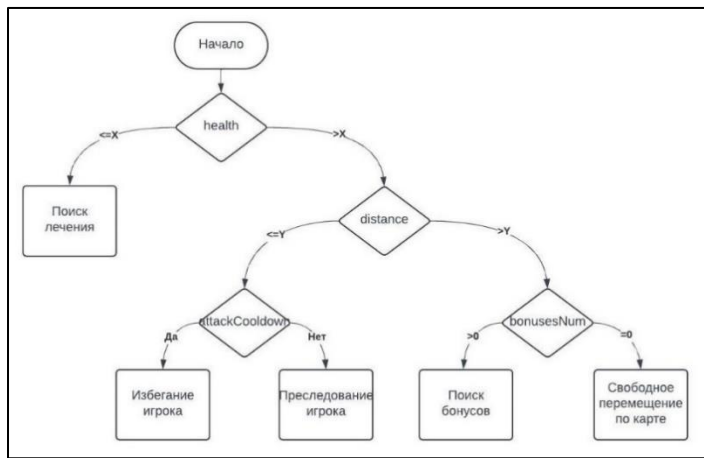 Начало
health
<=X
>X
Поиск
лечения
distance
<=Y
>Y
attackCooldown
bonusesNum
Да
Нет
>0
=0
Избегание
игрока
Преследование
игрока
Поиск
бонусов
Свободное
перемещение
по карте